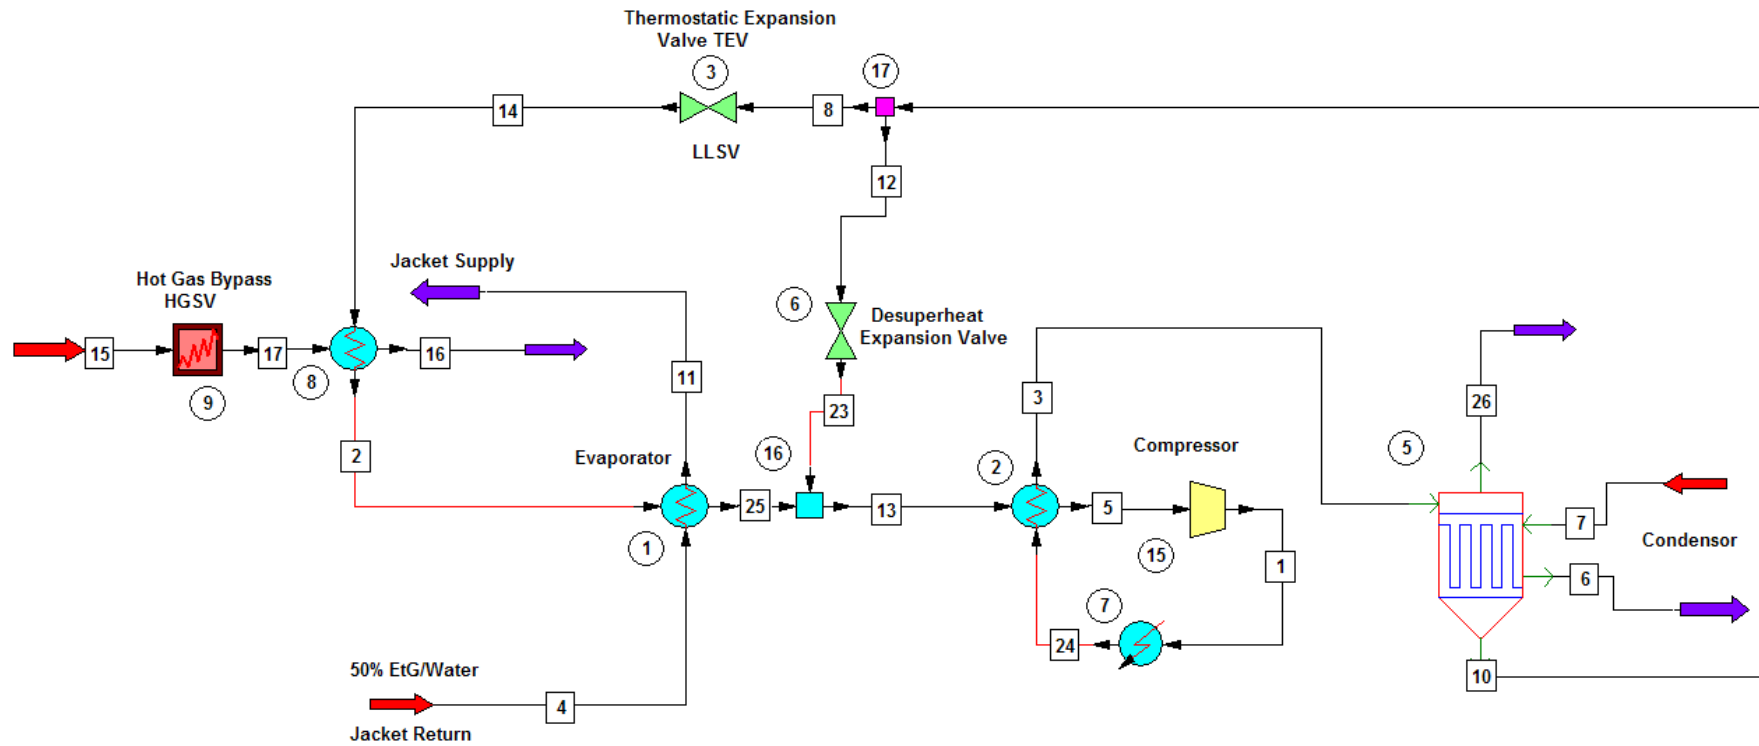 Thermostatic Expansion
Valve TEV
3
17
14
8
LLSV
12
Jacket Supply
Hot Gas Bypass
HGSV
6
Desuperheat
Expansion Valve
15
17
16
8
9
11
23
3
26
2
Evaporator
16
2
Compressor
5
25
13
5
1
15
7
Condensor
1
6
7
24
50% EtG/Water
4
Jacket Return
10